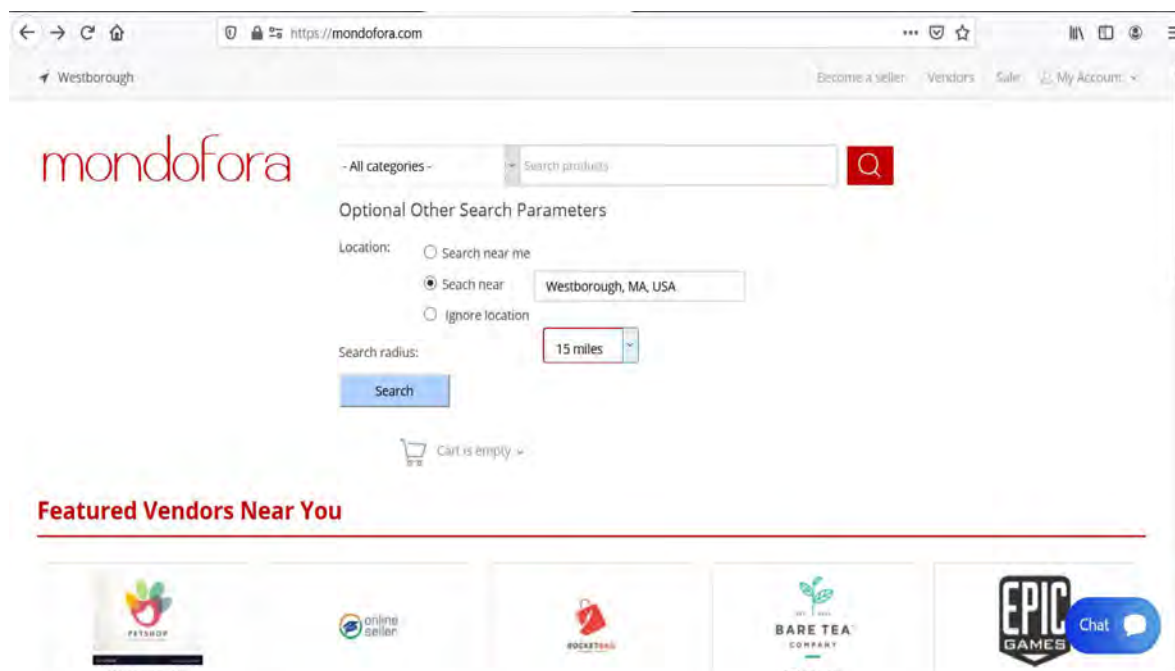 https://mondofora.com
Westborough
Become a seller Vendors Sale My Account
mondofora
- All categories - Search products
Optional Other Search Parameters
Location:
Search near me
Seach near Westborough, MA, USA
Ignore location
Search radius: 15 miles
Search
Cart is empty
Featured Vendors Near You
PETSHOP
online
seller
ROCKETBAG
BARE TEA
COMPANY
EPIC
GAMES
Chat